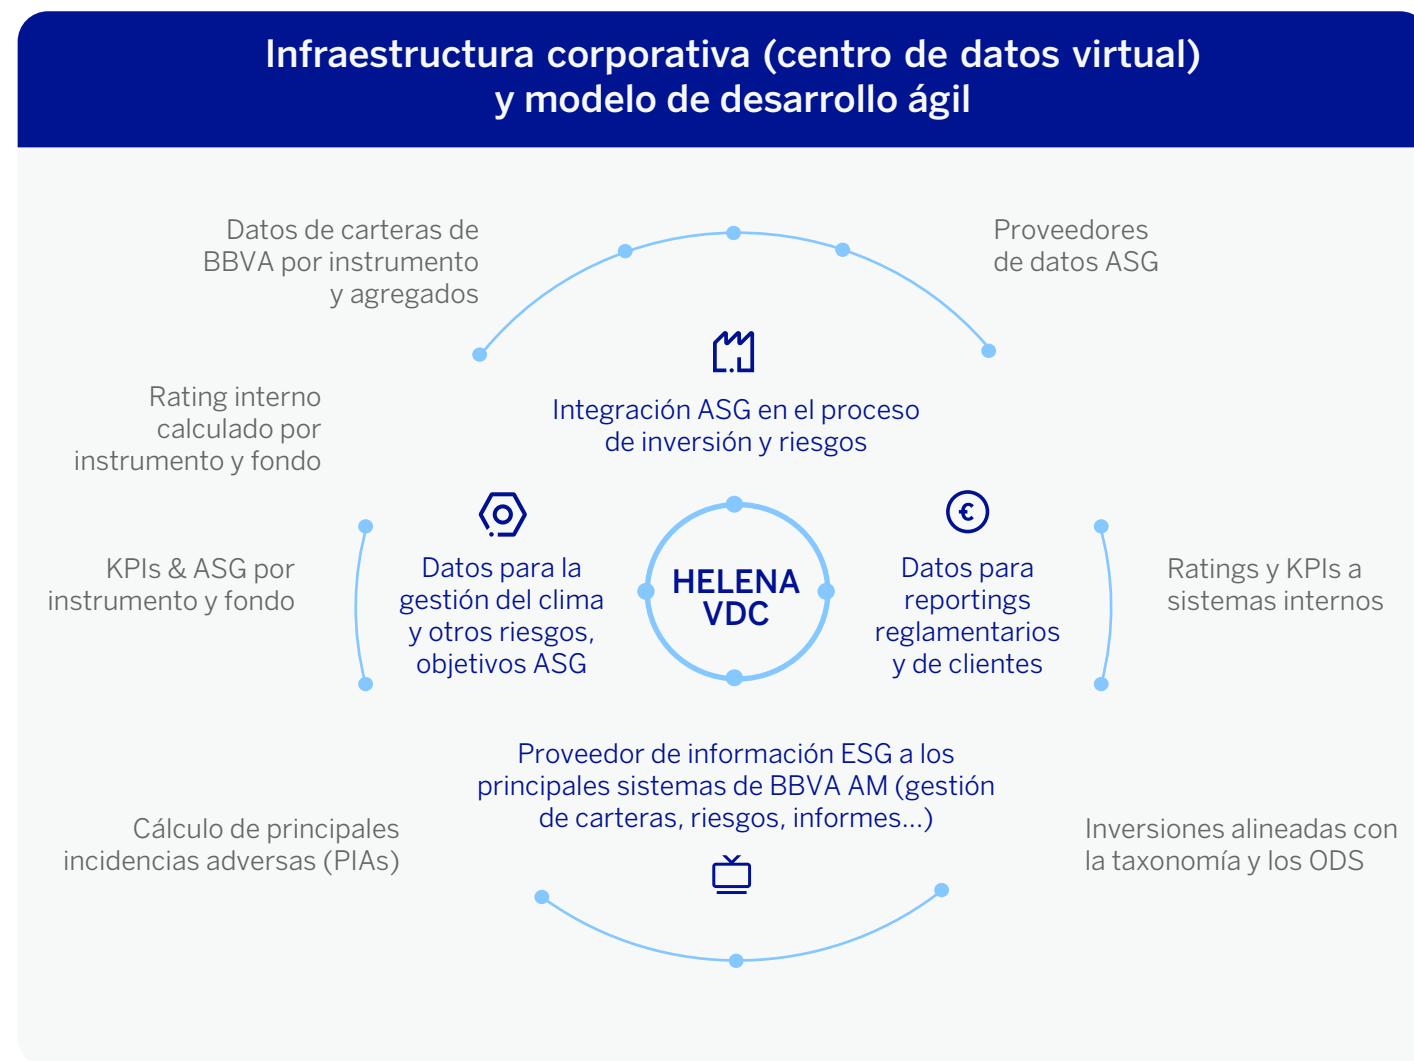 Infraestructura corporativa (centro de datos virtual)
y modelo de desarrollo ágil
Datos de carteras de
BBVA por instrumento
y agregados
Proveedores
de datos ASG
Integración ASG en el proceso
de inversión y riesgos
Rating interno
calculado por
instrumento y fondo
KPIs & ASG por
instrumento y fondo
Datos para la
gestión del clima
y otros riesgos,
objetivos ASG
HELENA
VDC
€
Datos para
reportings
reglamentarios
y de clientes
Ratings y KPIs a
sistemas internos
Proveedor de información ESG a los
principales sistemas de BBVA AM (gestión
de carteras, riesgos, informes...)
Cálculo de principales
incidencias adversas (PIAs)
Inversiones alineadas con
la taxonomía y los ODS